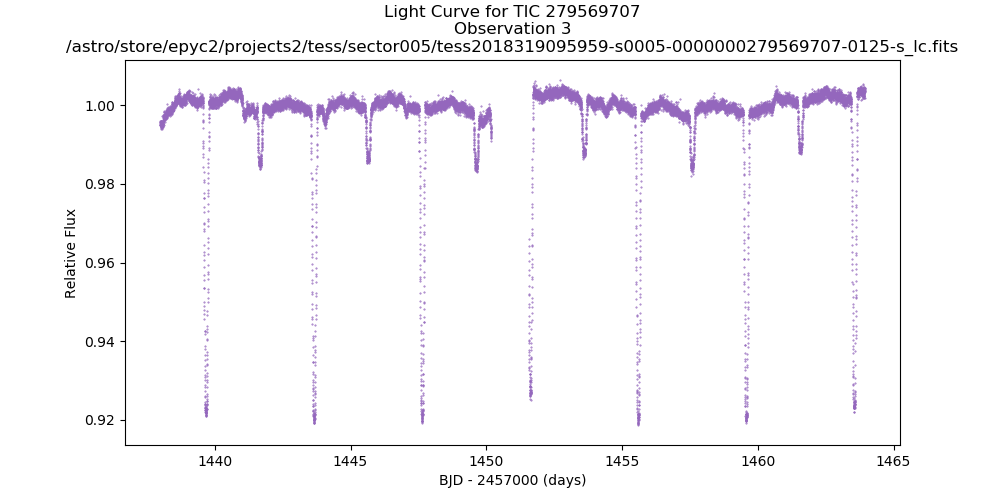 Light Curve for TIC 279569707
Observation 3
/astro/store/epyc2/projects2/tess/sector005/tess2018319095959-s0005-0000000279569707-0125-s_lc.fits
Relative Flux
1.00
0.98
0.96
0.94
0.92
1440 1445 1450 1455 1460 1465
BJD - 2457000 (days)